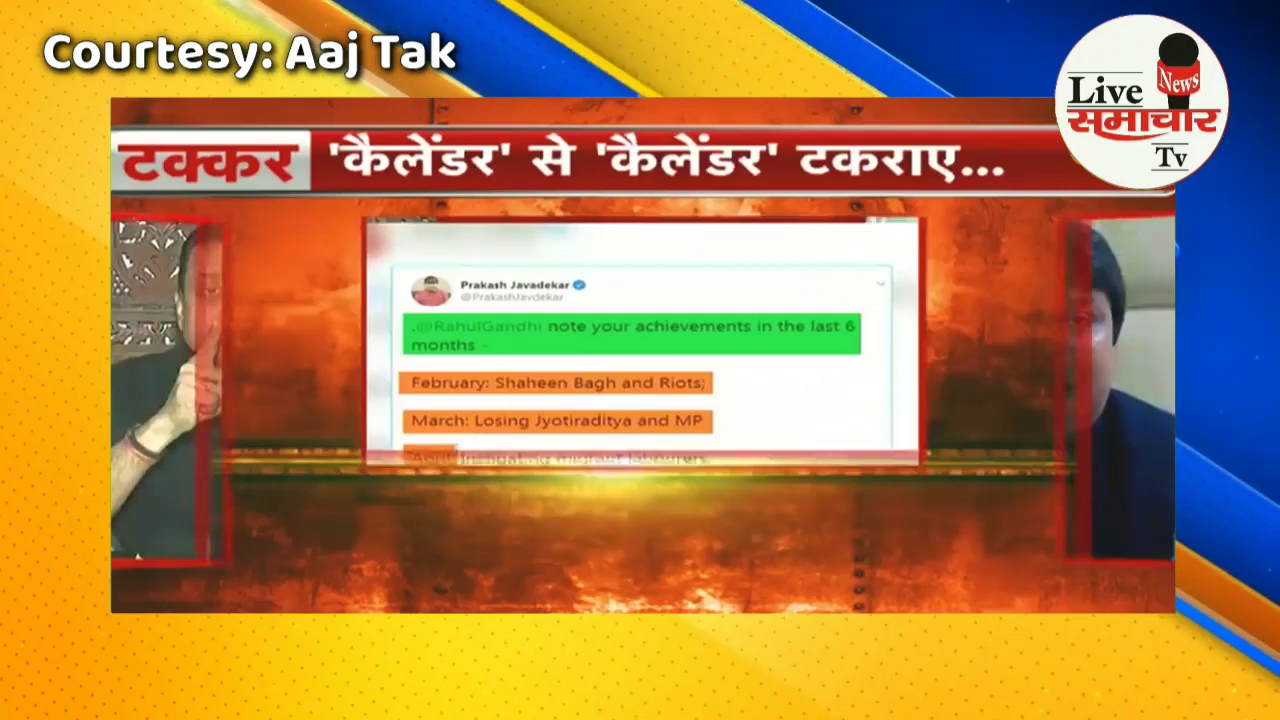 Courtesy: Aaj Tak
Live
News
समाचार
Tv
टक्कर 'कैलेंडर' से 'कैलेंडर' टकराए...
Prakash Javadekar
@PrakashJavdekar
.@RahulGandhi note your achievements in the last 6
months -
February: Shaheen Bagh and Riots;
March: Losing Jyotiraditya and MP